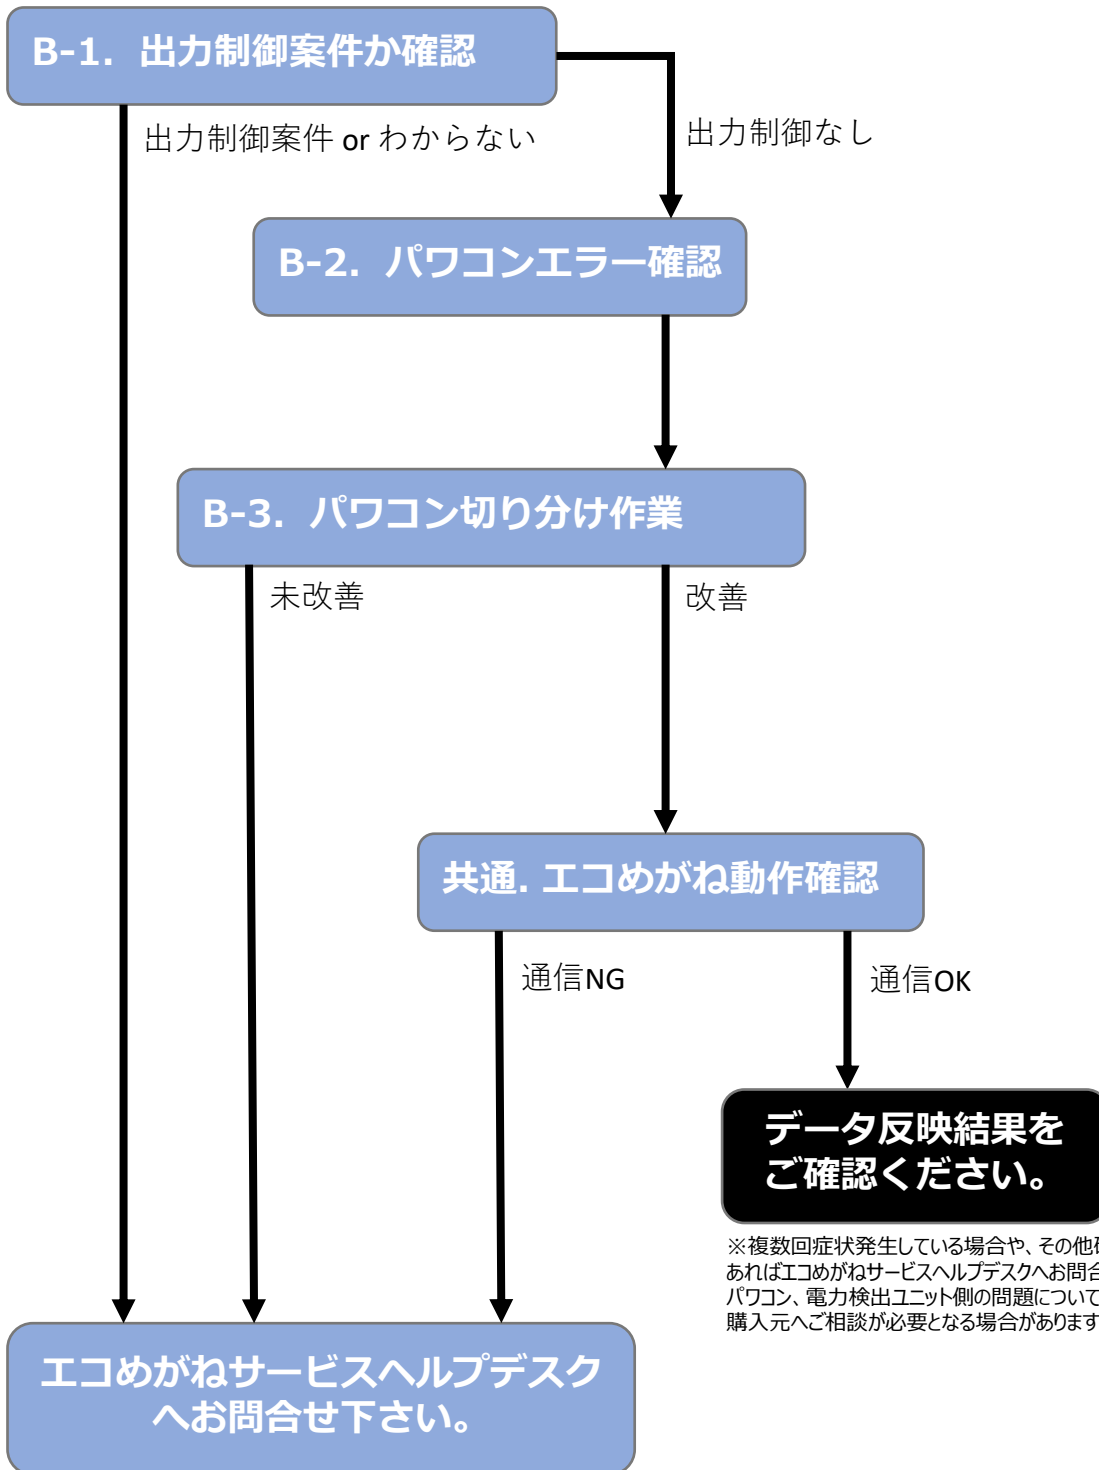 B-1. 出力制御案件か確認
出力制御案件 or わからない
出力制御なし
B-2. パワコンエラー確認
B-3. パワコン切り分け作業
未改善
改善
共通. エコめがね動作確認
通信NG
通信OK
データ反映結果を
ご確認ください。
※複数回症状発生している場合や、その他
あればエコめがねサービスヘルプデスクへお問合
パワコン、電力検出ユニット側の問題について
購入元へご相談が必要となる場合があります
エコめがねサービスヘルプデスク
へお問合せ下さい。